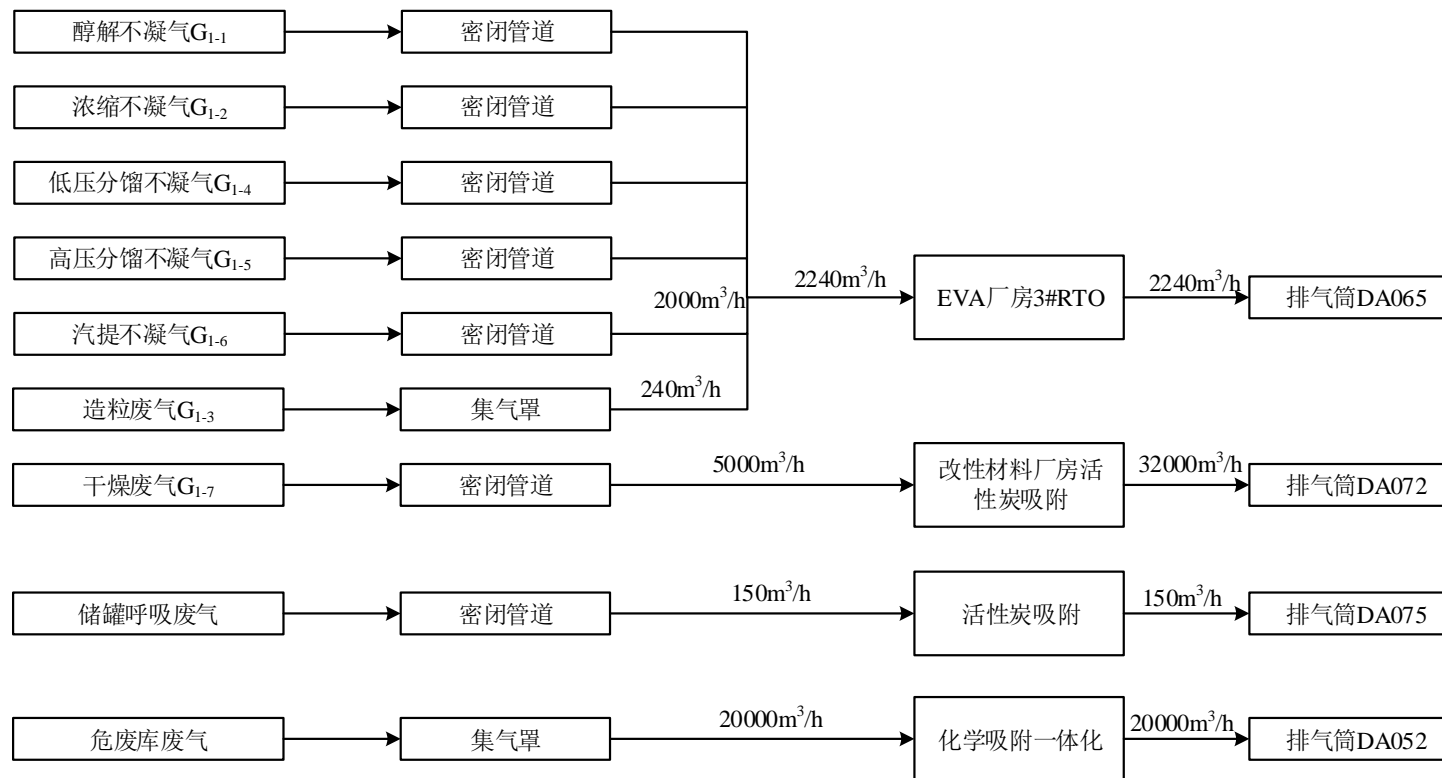 醇解不凝气G1-1
密闭管道
浓缩不凝气G1-2
密闭管道
低压分馏不凝气G1-4
密闭管道
高压分馏不凝气G1-5
密闭管道
2000m³/h
2240m³/h
EVA厂房3#RTO
2240m³/h
排气筒DA065
汽提不凝气G1-6
密闭管道
造粒废气G1-3
集气罩
240m³/h
干燥废气G1-7
密闭管道
5000m³/h
改性材料厂房活
性炭吸附
32000m³/h
排气筒DA072
储罐呼吸废气
密闭管道
150m³/h
活性炭吸附
150m³/h
排气筒DA075
危废库废气
集气罩
20000m³/h
化学吸附一体化
20000m³/h
排气筒DA052